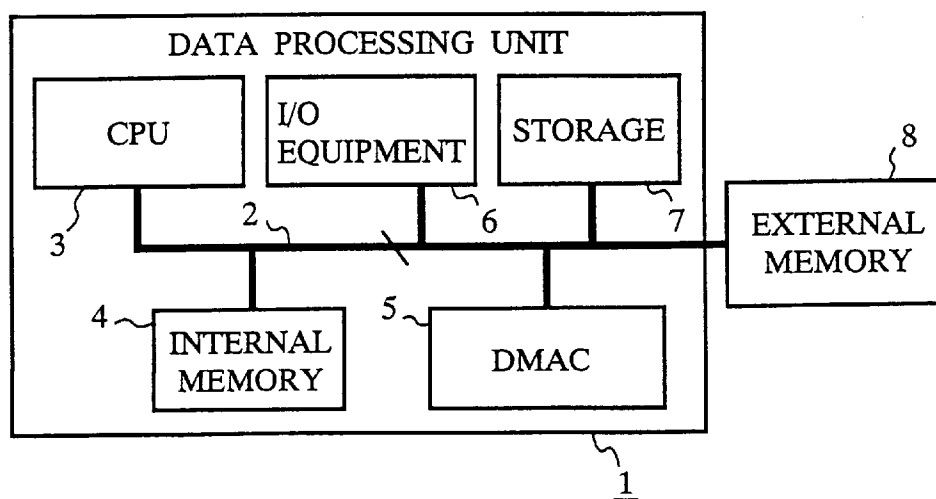 DATA PROCESSING UNIT
CPU
I/O
EQUIPMENT
STORAGE
3
2
6
7
8
EXTERNAL
MEMORY
4
INTERNAL
MEMORY
5
DMAC
1